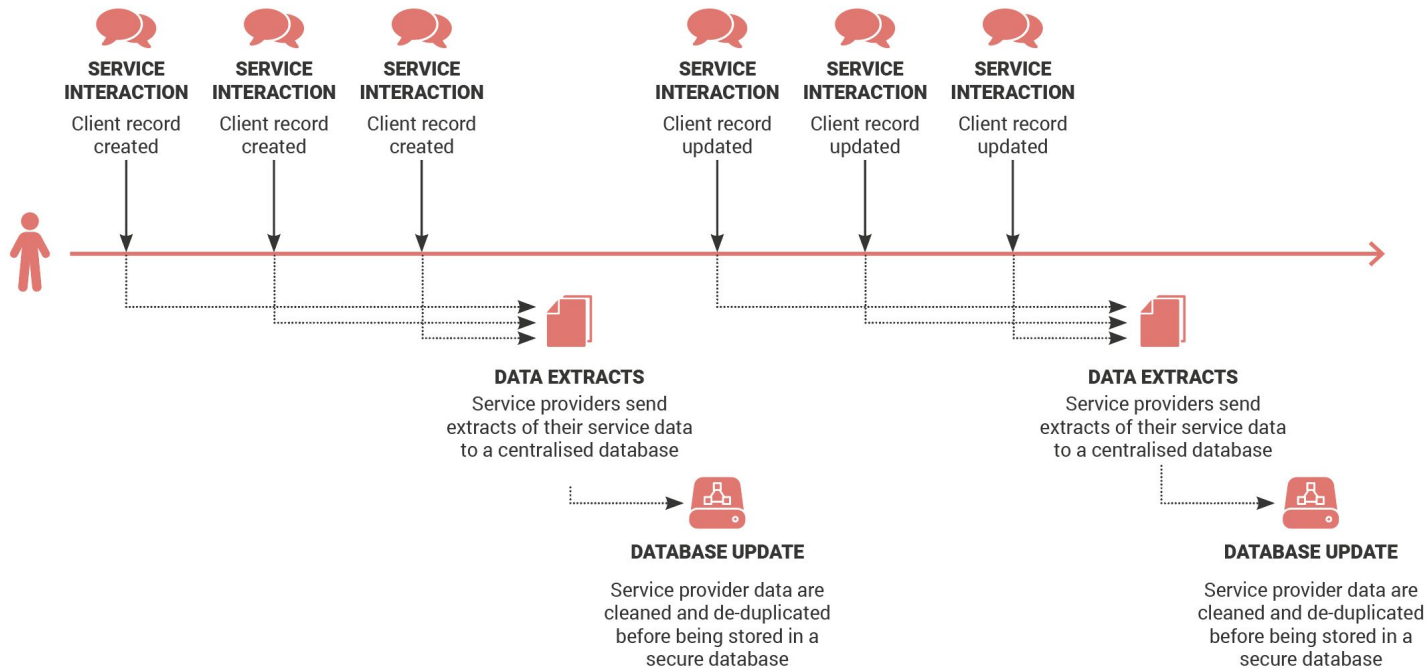 SERVICE
INTERACTION
Client record
created
SERVICE
INTERACTION
Client record
created
SERVICE
INTERACTION
Client record
created
SERVICE
INTERACTION
Client record
updated
SERVICE
INTERACTION
Client record
updated
SERVICE
INTERACTION
Client record
updated
DATA EXTRACTS
Service providers send
extracts of their service data
to a centralised database
DATA EXTRACTS
Service providers send
extracts of their service data
to a centralised database
DATABASE UPDATE
Service provider data are
cleaned and de-duplicated
before being stored in a
secure database
DATABASE UPDATE
Service provider data are
cleaned and de-duplicated
before being stored in a
secure database